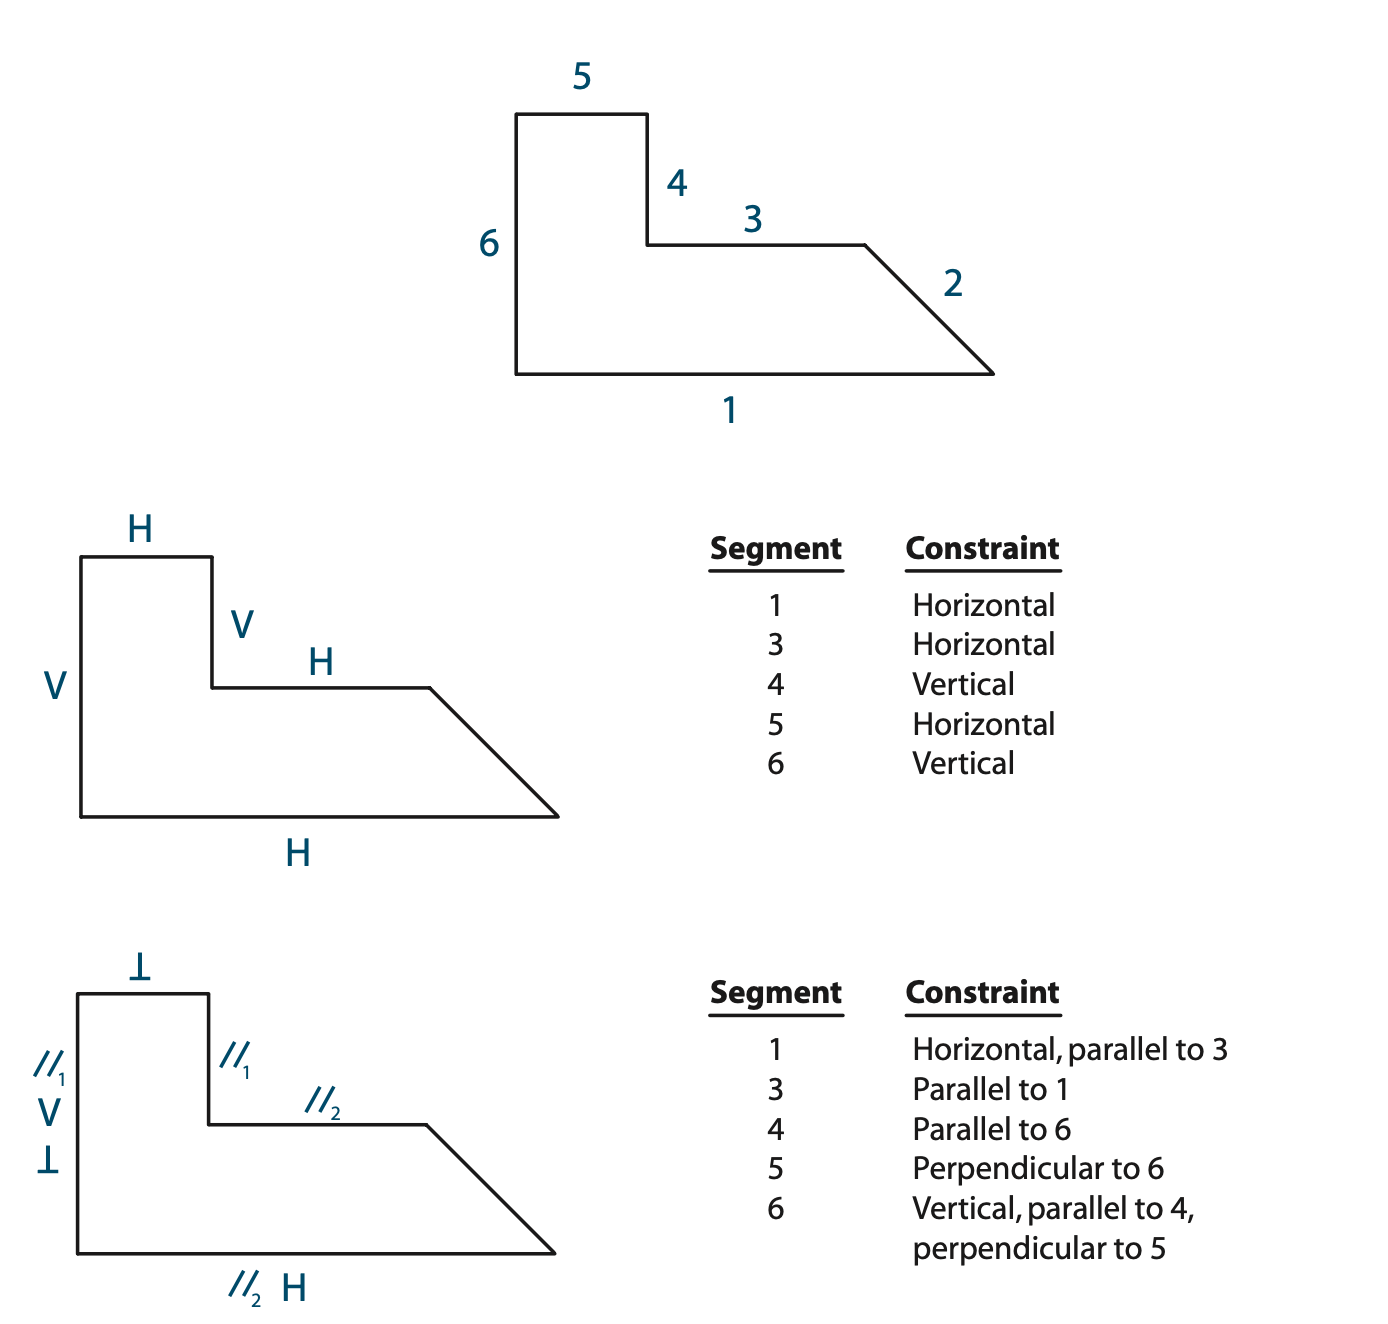 5
4
3
6
2
1
H
V
H
V
H
Segment Constraint
1 Horizontal
3 Horizontal
4 Vertical
5 Horizontal
6 Vertical
⊥
//1
//1
//2
V
⊥
//2 H
Segment Constraint
1 Horizontal, parallel to 3
3 Parallel to 1
4 Parallel to 6
5 Perpendicular to 6
6 Vertical, parallel to 4,
perpendicular to 5